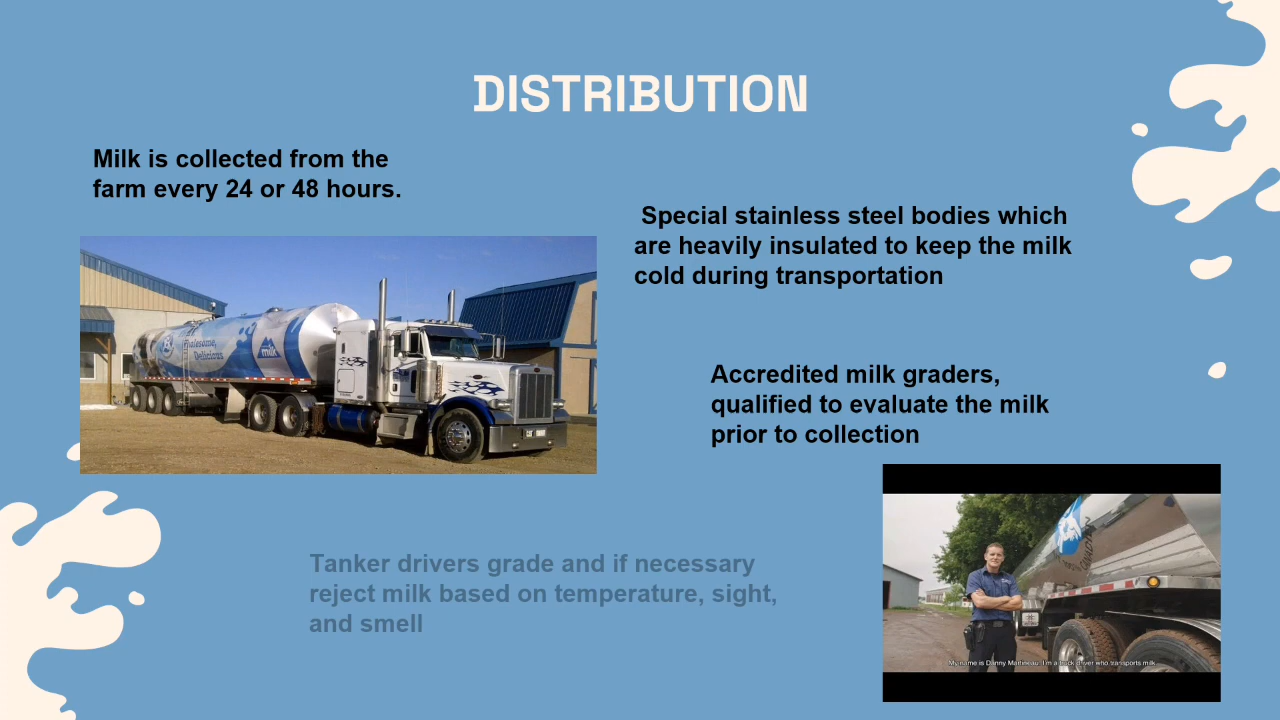 DISTRIBUTION
Milk is collected from the
farm every 24 or 48 hours.
Special stainless steel bodies which
are heavily insulated to keep the milk
cold during transportation
Delicious
milk
Accredited milk graders,
qualified to evaluate the milk
prior to collection
Tanker drivers grade and if necessary
reject milk based on temperature, sight,
and smell
My name is Danny Martineau. I'm a truck driver who transports milk